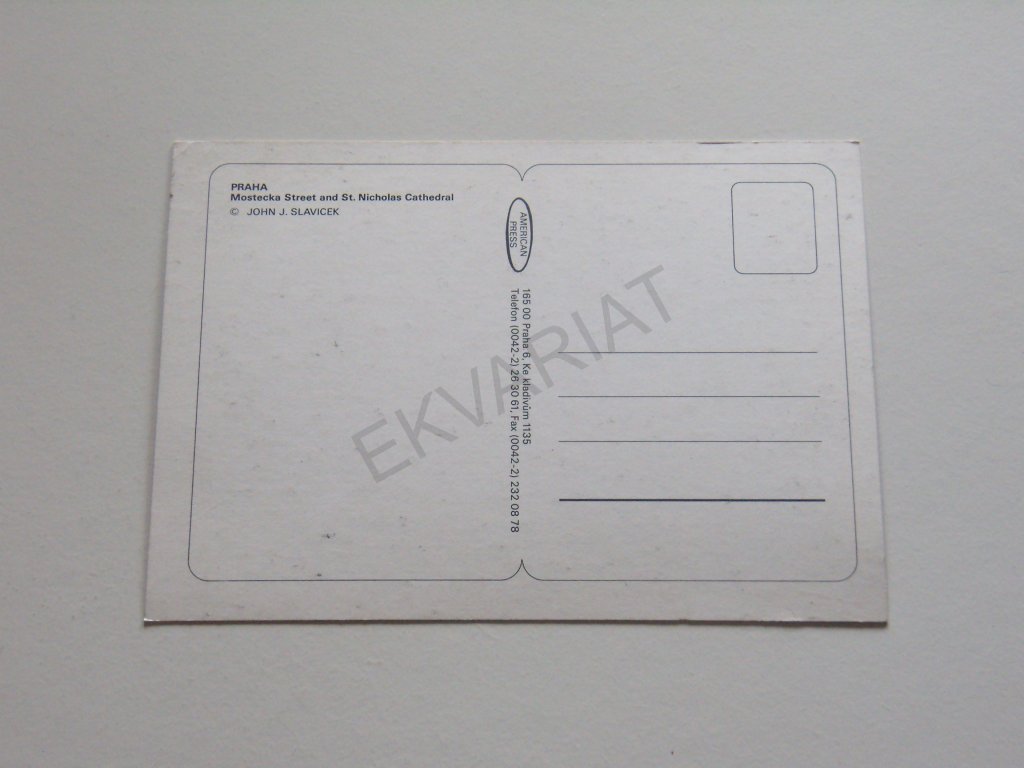 PRAHA
Mostecka Street and St. Nicholas Cathedral
© JOHN J. SLAVICEK
AMERICAN
PRESS
165 00 Praha 6, Ke kladivům 1135
Telefon (0042-2) 26 30 61, Fax (0042-2) 232 08 78
EKVARIAT